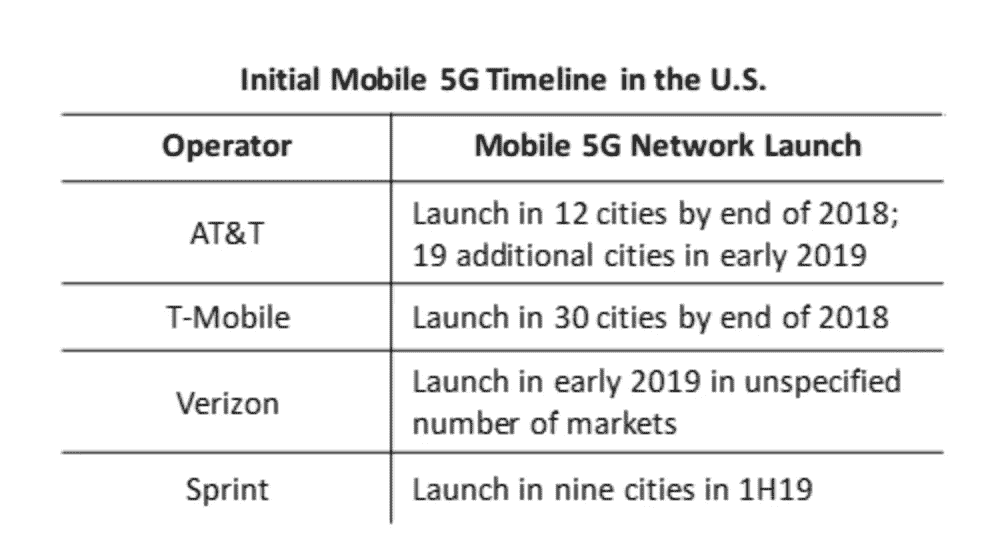 Initial Mobile 5G Timeline in the U.S.
Operator
Mobile 5G Network Launch
AT&T
Launch in 12 cities by end of 2018;
19 additional cities in early 2019
T-Mobile
Launch in 30 cities by end of 2018
Verizon
Launch in early 2019 in unspecified
number of markets
Sprint
Launch in nine cities in 1H19